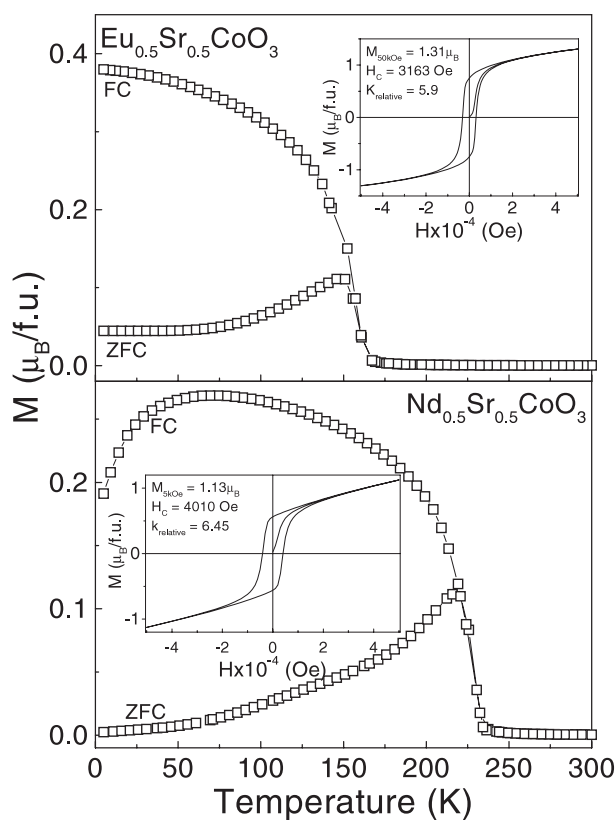 Eu0.5Sr0.5CoO3
FC
ZFC
0.4
0.2
0.0
M (μB/f.u.)
M50kOe = 1.31μB
HC = 3163 Oe
Krelative = 5.9
1
0
-1
M (μB/f.u.)
-4 -2 0 2 4
Hx10-4 (Oe)
Nd0.5Sr0.5CoO3
FC
ZFC
0.2
0.1
0.0
M5kOe = 1.13μB
HC = 4010 Oe
krelative = 6.45
1
0
-1
M (μB/f.u.)
-4 -2 0 2 4
Hx10-4 (Oe)
0 50 100 150 200 250 300
Temperature (K)